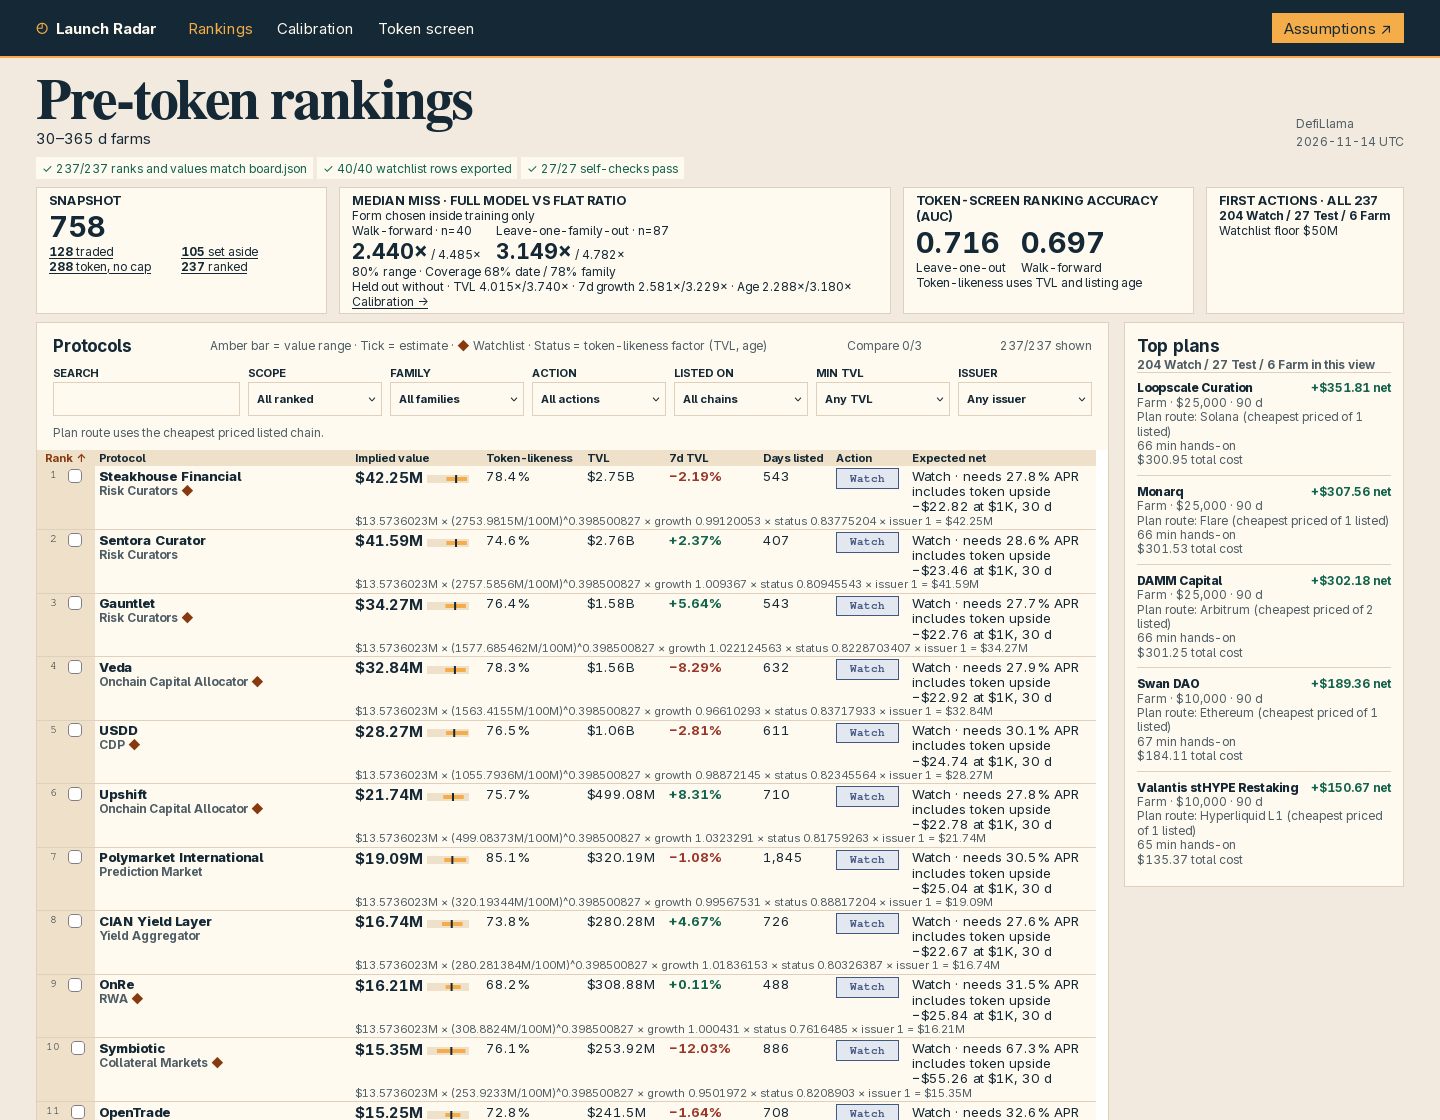 Launch Radar Rankings Calibration Token screen Assumptions ↗
Pre-token rankings
30–365 d farms
DefiLlama
2026-11-14 UTC
✓ 237/237 ranks and values match board.json ✓ 40/40 watchlist rows exported ✓ 27/27 self-checks pass
SNAPSHOT
758
128 traded 105 set aside
288 token, no cap 237 ranked
MEDIAN MISS · FULL MODEL VS FLAT RATIO
Form chosen inside training only
Walk-forward · n=40 Leave-one-family-out · n=87
2.440× / 4.485× 3.149× / 4.782×
80% range · Coverage 68% date / 78% family
Held out without · TVL 4.015×/3.740× · 7d growth 2.581×/3.229× · Age 2.288×/3.180×
Calibration →
TOKEN-SCREEN RANKING ACCURACY
(AUC)
0.716 0.697
Leave-one-out Walk-forward
Token-likeness uses TVL and listing age
FIRST ACTIONS · ALL 237
204 Watch / 27 Test / 6 Farm
Watchlist floor $50M
Protocols Amber bar = value range · Tick = estimate · ◆ Watchlist · Status = token-likeness factor (TVL, age) Compare 0/3 237/237 shown
SEARCH SCOPE FAMILY ACTION LISTED ON MIN TVL ISSUER
All ranked All families All actions All chains Any TVL Any issuer
Plan route uses the cheapest priced listed chain.
Rank ↑ Protocol Implied value Token-likeness TVL 7d TVL Days listed Action Expected net
1 Steakhouse Financial $42.25M 78.4% $2.75B −2.19% 543 Watch Watch · needs 27.8% APR
Risk Curators ◆ includes token upside
−$22.82 at $1K, 30 d
$13.5736023M × (2753.9815M/100M)^0.398500827 × growth 0.99120053 × status 0.83775204 × issuer 1 = $42.25M
2 Sentora Curator $41.59M 74.6% $2.76B +2.37% 407 Watch Watch · needs 28.6% APR
Risk Curators includes token upside
−$23.46 at $1K, 30 d
$13.5736023M × (2757.5856M/100M)^0.398500827 × growth 1.009367 × status 0.80945543 × issuer 1 = $41.59M
3 Gauntlet $34.27M 76.4% $1.58B +5.64% 543 Watch Watch · needs 27.7% APR
Risk Curators ◆ includes token upside
−$22.76 at $1K, 30 d
$13.5736023M × (1577.685462M/100M)^0.398500827 × growth 1.022124563 × status 0.8228703407 × issuer 1 = $34.27M
4 Veda $32.84M 78.3% $1.56B −8.29% 632 Watch Watch · needs 27.9% APR
Onchain Capital Allocator ◆ includes token upside
−$22.92 at $1K, 30 d
$13.5736023M × (1563.4155M/100M)^0.398500827 × growth 0.96610293 × status 0.83717933 × issuer 1 = $32.84M
5 USDD $28.27M 76.5% $1.06B −2.81% 611 Watch Watch · needs 30.1% APR
CDP ◆ includes token upside
−$24.74 at $1K, 30 d
$13.5736023M × (1055.7936M/100M)^0.398500827 × growth 0.98872145 × status 0.82345564 × issuer 1 = $28.27M
6 Upshift $21.74M 75.7% $499.08M +8.31% 710 Watch Watch · needs 27.8% APR
Onchain Capital Allocator ◆ includes token upside
−$22.78 at $1K, 30 d
$13.5736023M × (499.08373M/100M)^0.398500827 × growth 1.0323291 × status 0.81759263 × issuer 1 = $21.74M
7 Polymarket International $19.09M 85.1% $320.19M −1.08% 1,845 Watch Watch · needs 30.5% APR
Prediction Market includes token upside
−$25.04 at $1K, 30 d
$13.5736023M × (320.19344M/100M)^0.398500827 × growth 0.99567531 × status 0.88817204 × issuer 1 = $19.09M
8 CIAN Yield Layer $16.74M 73.8% $280.28M +4.67% 726 Watch Watch · needs 27.6% APR
Yield Aggregator includes token upside
−$22.67 at $1K, 30 d
$13.5736023M × (280.281384M/100M)^0.398500827 × growth 1.01836153 × status 0.80326387 × issuer 1 = $16.74M
9 OnRe $16.21M 68.2% $308.88M +0.11% 488 Watch Watch · needs 31.5% APR
RWA ◆ includes token upside
−$25.84 at $1K, 30 d
$13.5736023M × (308.8824M/100M)^0.398500827 × growth 1.000431 × status 0.7616485 × issuer 1 = $16.21M
10 Symbiotic $15.35M 76.1% $253.92M −12.03% 886 Watch Watch · needs 67.3% APR
Collateral Markets ◆ includes token upside
−$55.26 at $1K, 30 d
$13.5736023M × (253.9233M/100M)^0.398500827 × growth 0.9501972 × status 0.8208903 × issuer 1 = $15.35M
11 OpenTrade $15.25M 72.8% $241.5M −1.64% 708 Watch Watch · needs 32.6% APR
Top plans
204 Watch / 27 Test / 6 Farm in this view
Loopscale Curation +$351.81 net
Farm · $25,000 · 90 d
Plan route: Solana (cheapest priced of 1
listed)
66 min hands-on
$300.95 total cost
Monarq +$307.56 net
Farm · $25,000 · 90 d
Plan route: Flare (cheapest priced of 1 listed)
66 min hands-on
$301.53 total cost
DAMM Capital +$302.18 net
Farm · $25,000 · 90 d
Plan route: Arbitrum (cheapest priced of 2
listed)
66 min hands-on
$301.25 total cost
Swan DAO +$189.36 net
Farm · $10,000 · 90 d
Plan route: Ethereum (cheapest priced of 1
listed)
67 min hands-on
$184.11 total cost
Valantis stHYPE Restaking +$150.67 net
Farm · $10,000 · 90 d
Plan route: Hyperliquid L1 (cheapest priced
of 1 listed)
65 min hands-on
$135.37 total cost